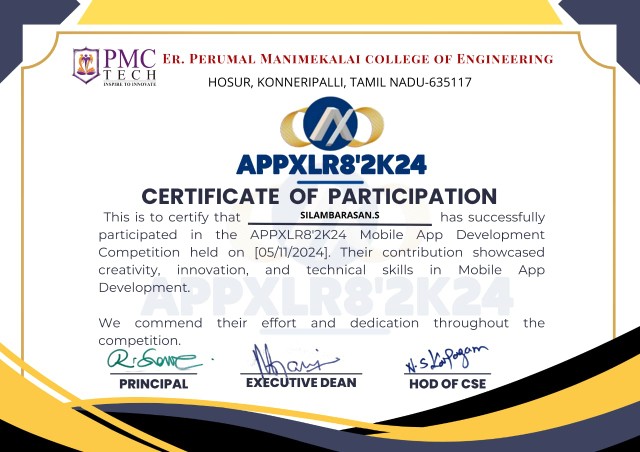 PMC
TECH
INSPIRE TO INNOVATE
ER. PERUMAL MANIMEKALAI COLLEGE OF ENGINEERING
HOSUR, KONNERIPALLI, TAMIL NADU-635117
APPXLR8'2K24
CERTIFICATE OF PARTICIPATION
This is to certify that SILAMBARASAN.S has successfully
participated in the APPXLR8'2K24 Mobile App Development
Competition held on [05/11/2024]. Their contribution showcased
creativity, innovation, and technical skills in Mobile App
Development.
APPXLR8'2K24
We commend their effort and dedication throughout the
competition.
PRINCIPAL
EXECUTIVE DEAN
HOD OF CSE